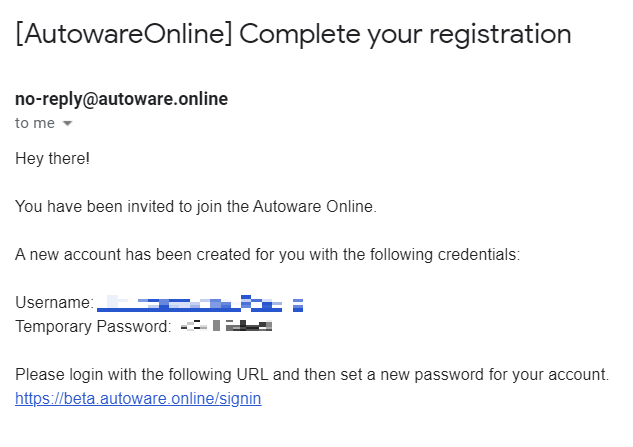 [AutowareOnline] Complete your registration
no-reply@autoware.online
to me
Hey there!
You have been invited to join the Autoware Online.
A new account has been created for you with the following credentials:
Username:
Temporary Password:
Please login with the following URL and then set a new password for your account.
https://beta.autoware.online/signin